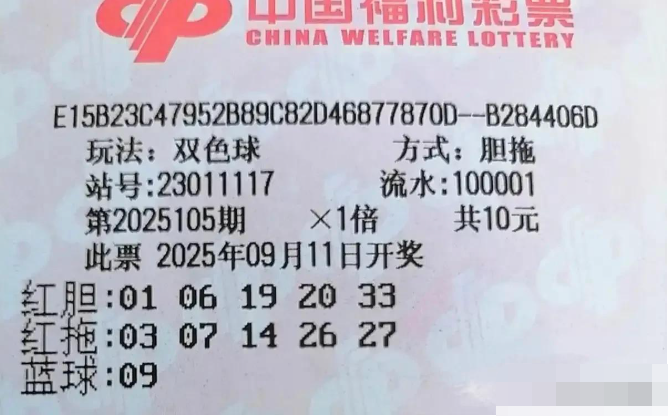 中国福利彩票
CHINA WELFARE LOTTERY
E15B23C47952B89C82D46877870D--B284406D
玩法：双色球 方式：胆拖
站号:23011117 流水:100001
第2025105期 ×1倍 共10元
此票 2025年09月11日开奖
红胆:01 06 19 20 33
红拖:03 07 14 26 27
蓝球:09